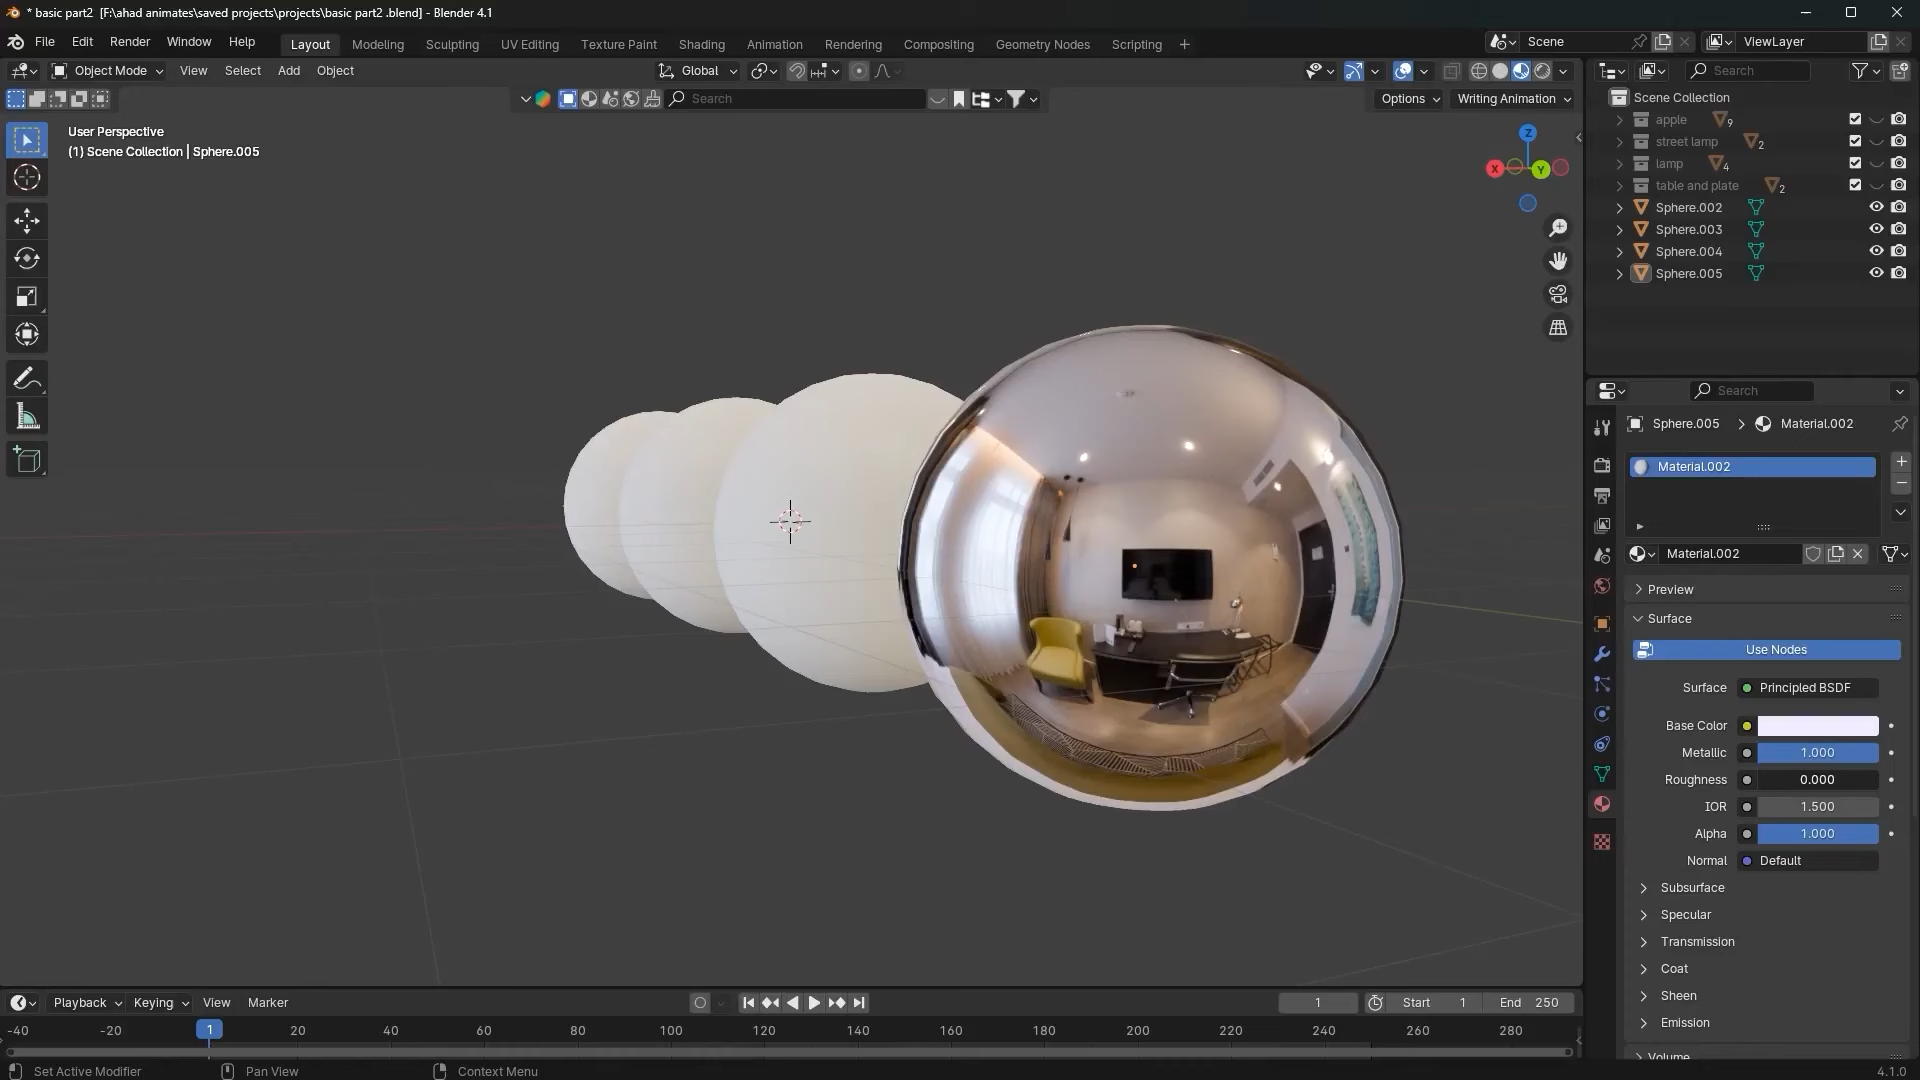 * basic part2  [F:\ahad animates\saved projects\projects\basic part2 .blend] - Blender 4.1
File Edit Render Window Help Layout Modeling Sculpting UV Editing Texture Paint Shading Animation Rendering Compositing Geometry Nodes Scripting + Scene ViewLayer
Object Mode View Select Add Object Global Search
Search Options Writing Animation
User Perspective
(1) Scene Collection | Sphere.005
Z
X Y
Scene Collection
apple 9
street lamp 2
lamp 4
table and plate 2
Sphere.002
Sphere.003
Sphere.004
Sphere.005
Search
Sphere.005 > Material.002
Material.002
Material.002
Preview
Surface
Use Nodes
Surface Principled BSDF
Base Color
Metallic 1.000
Roughness 0.000
IOR 1.500
Alpha 1.000
Normal Default
Subsurface
Specular
Transmission
Coat
Sheen
Emission
Volume
Playback Keying View Marker 1 Start 1 End 250
-40 -20 1 20 40 60 80 100 120 140 160 180 200 220 240 260 280
Set Active Modifier Pan View Context Menu 4.1.0